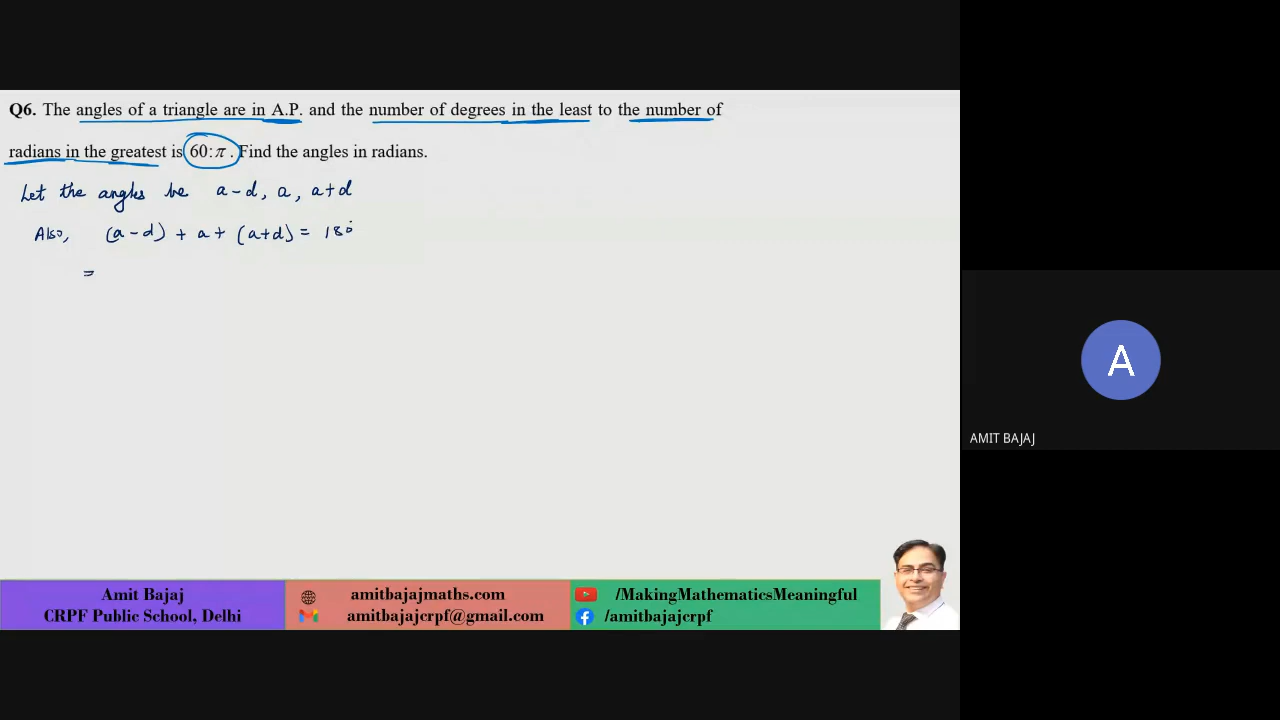 Q6. The angles of a triangle are in A.P. and the number of degrees in the least to the number of
radians in the greatest is 60:π. Find the angles in radians.
Let the angles be a-d, a, a+d
Also, (a-d) + a + (a+d) = 180°
=
A
AMIT BAJAJ
Amit Bajaj
CRPF Public School, Delhi
amitbajajmaths.com
amitbajajcrpf@gmail.com
/MakingMathematicsMeaningful
/amitbajajcrpf